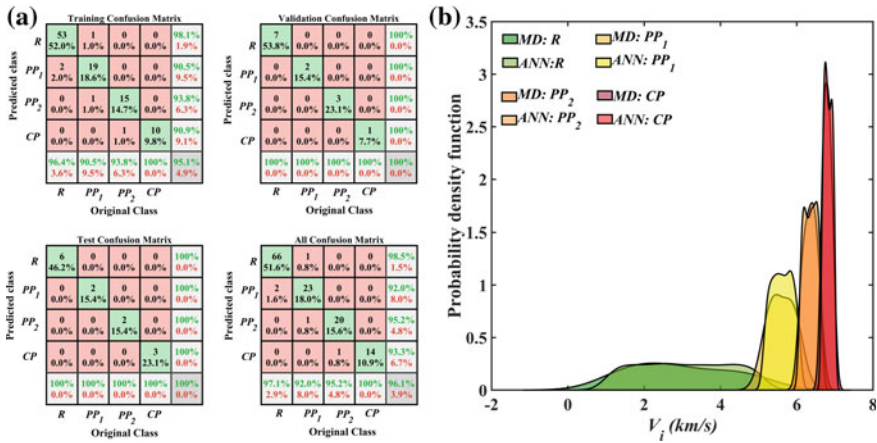 (a)
Training Confusion Matrix
Predicted class
R 53 1 0 0 98.1%
52.0% 1.0% 0.0% 0.0% 1.9%
PP1 2 19 0 0 90.5%
2.0% 18.6% 0.0% 0.0% 9.5%
PP2 0 1 15 0 93.8%
0.0% 1.0% 14.7% 0.0% 6.3%
CP 0 0 1 10 90.9%
0.0% 0.0% 1.0% 9.8% 9.1%
96.4% 90.5% 93.8% 100% 95.1%
3.6% 9.5% 6.3% 0.0% 4.9%
R PP1 PP2 CP
Original Class
Validation Confusion Matrix
Predicted class
R 7 0 0 0 100%
53.8% 0.0% 0.0% 0.0% 0.0%
PP1 0 2 0 0 100%
0.0% 15.4% 0.0% 0.0% 0.0%
PP2 0 0 3 0 100%
0.0% 0.0% 23.1% 0.0% 0.0%
CP 0 0 0 1 100%
0.0% 0.0% 0.0% 7.7% 0.0%
100% 100% 100% 100% 100%
0.0% 0.0% 0.0% 0.0% 0.0%
R PP1 PP2 CP
Original Class
Test Confusion Matrix
Predicted class
R 6 0 0 0 100%
46.2% 0.0% 0.0% 0.0% 0.0%
PP1 0 2 0 0 100%
0.0% 15.4% 0.0% 0.0% 0.0%
PP2 0 0 2 0 100%
0.0% 0.0% 15.4% 0.0% 0.0%
CP 0 0 0 3 100%
0.0% 0.0% 0.0% 23.1% 0.0%
100% 100% 100% 100% 100%
0.0% 0.0% 0.0% 0.0% 0.0%
R PP1 PP2 CP
Original Class
All Confusion Matrix
Predicted class
R 66 1 0 0 98.5%
51.6% 0.8% 0.0% 0.0% 1.5%
PP1 2 23 0 0 92.0%
1.6% 18.0% 0.0% 0.0% 8.0%
PP2 0 1 20 0 95.2%
0.0% 0.8% 15.6% 0.0% 4.8%
CP 0 0 1 14 93.3%
0.0% 0.0% 0.8% 10.9% 6.7%
97.1% 92.0% 95.2% 100% 96.1%
2.9% 8.0% 4.8% 0.0% 3.9%
R PP1 PP2 CP
Original Class
(b)
Probability density function
3.5
3
2.5
2
1.5
1
0.5
0
MD: R
ANN:R
MD: PP2
ANN: PP2
MD: PP1
ANN: PP1
MD: CP
ANN: CP
-2 0 2 4 6 8
Vi (km/s)